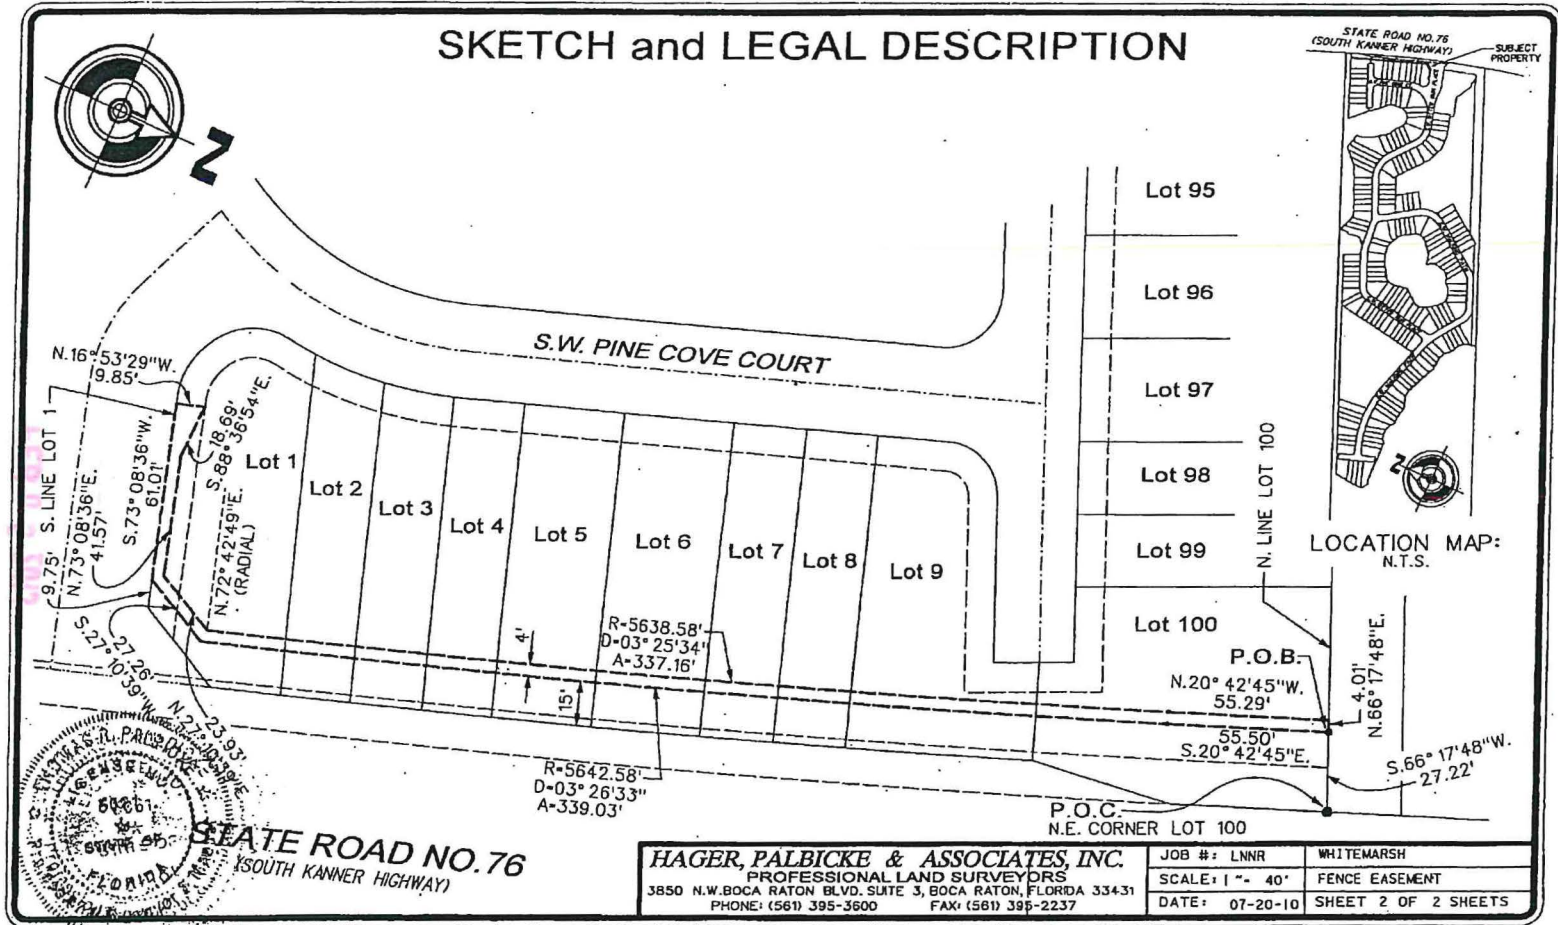 SKETCH and LEGAL DESCRIPTION
STATE ROAD NO.76
(SOUTH KANNER HIGHWAY)
SUBJECT
PROPERTY
N
Lot 95
Lot 96
Lot 97
Lot 98
Lot 99
Lot 100
S.W. PINE COVE COURT
N.16°53'29"W.
9.85'
9.75' S. LINE LOT 1
N.73°08'36"E.
41.57'
S.73°08'36"W.
61.01'
18.69'
S.88°36'54"E.
N.72°42'49"E.
(RADIAL)
Lot 1
Lot 2
Lot 3
Lot 4
Lot 5
Lot 6
Lot 7
Lot 8
Lot 9
N. LINE LOT 100
N
LOCATION MAP:
N.T.S.
27.26'
S.27°10'39"W.
23.93'
4'
15'
R=5638.58'
D=03°25'34"
A=337.16'
R=5642.58'
D=03°26'33"
A=339.03'
P.O.B.
N.20°42'45"W.
55.29'
55.50'
S.20°42'45"E.
4.01'
N.66°17'48"E.
S.66°17'48"W.
27.22'
P.O.C.
N.E. CORNER LOT 100
STATE ROAD NO.76
(SOUTH KANNER HIGHWAY)
FLORIDA
HAGER, PALBICKE & ASSOCIATES, INC.
PROFESSIONAL LAND SURVEYORS
3850 N.W.BOCA RATON BLVD. SUITE 3, BOCA RATON, FLORIDA 33431
PHONE: (561) 395-3600 FAX: (561) 395-2237
JOB #: LNNR
WHITEMARSH
SCALE: 1"= 40'
FENCE EASEMENT
DATE: 07-20-10
SHEET 2 OF 2 SHEETS